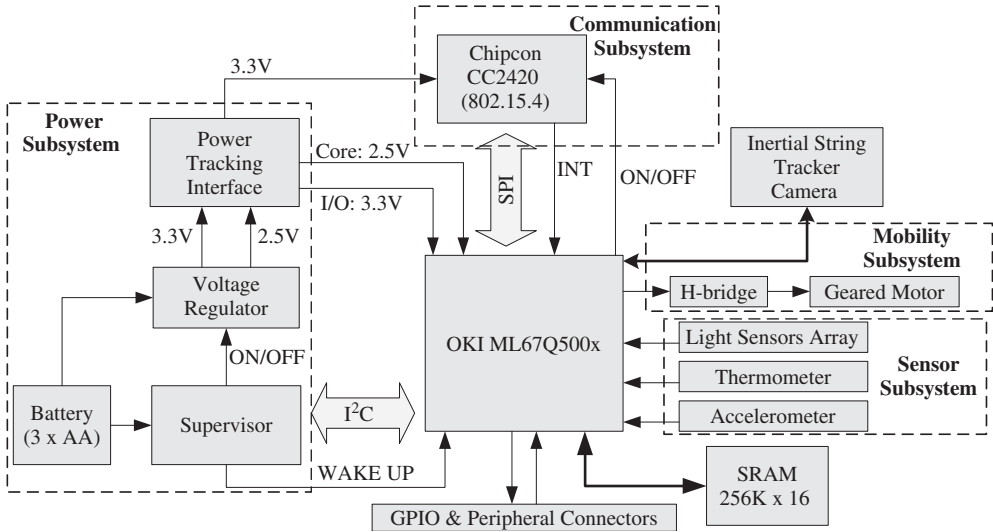 Communication
Subsystem
Chipcon
CC2420
(802.15.4)
3.3V
Power
Subsystem
Power
Tracking
Interface
Core: 2.5V
I/O: 3.3V
SPI
INT
ON/OFF
Inertial String
Tracker
Camera
3.3V
2.5V
Voltage
Regulator
Mobility
Subsystem
H-bridge
Geared Motor
OKI ML67Q500x
Light Sensors Array
Thermometer
Accelerometer
Sensor
Subsystem
ON/OFF
Battery
(3 x AA)
Supervisor
I²C
WAKE UP
SRAM
256K x 16
GPIO & Peripheral Connectors